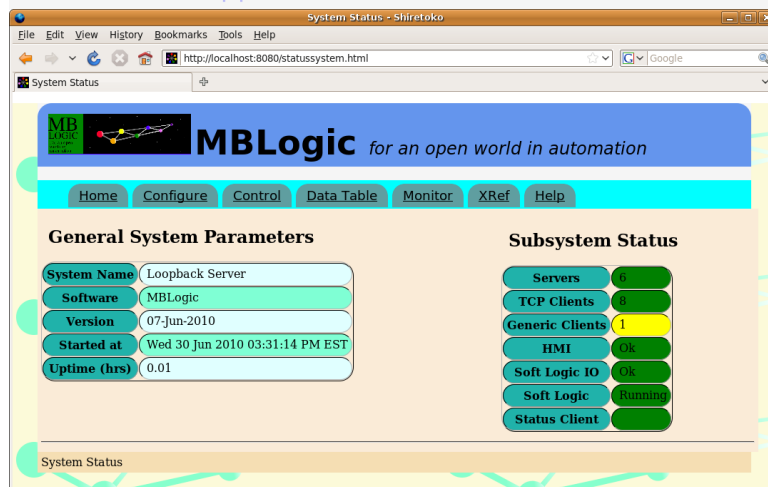 System Status - Shiretoko
File Edit View History Bookmarks Tools Help
http://localhost:8080/statussystem.html
Google
System Status
MB
LOGIC
MBLogic for an open world in automation
Home Configure Control Data Table Monitor XRef Help
General System Parameters
System Name Loopback Server
Software MBLogic
Version 07-Jun-2010
Started at Wed 30 Jun 2010 03:31:14 PM EST
Uptime (hrs) 0.01
Subsystem Status
Servers 6
TCP Clients 8
Generic Clients 1
HMI Ok
Soft Logic IO Ok
Soft Logic Running
Status Client
System Status